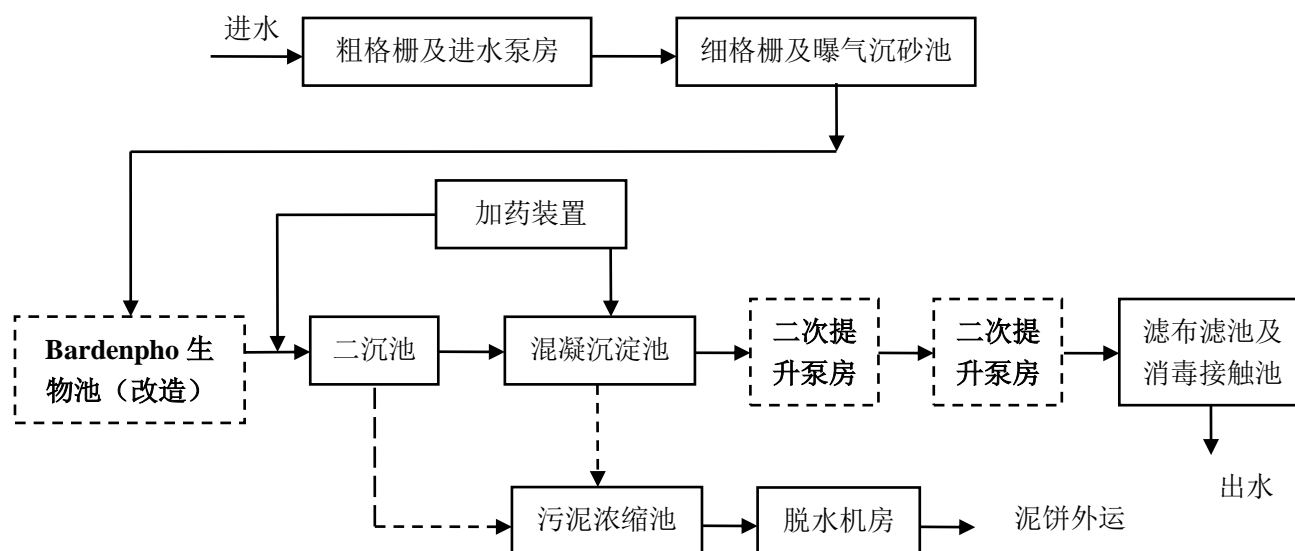 进水
粗格栅及进水泵房
细格栅及曝气沉砂池
加药装置
Bardenpho 生
物池（改造）
二沉池
混凝沉淀池
二次提
升泵房
二次提
升泵房
滤布滤池及
消毒接触池
出水
污泥浓缩池
脱水机房
泥饼外运